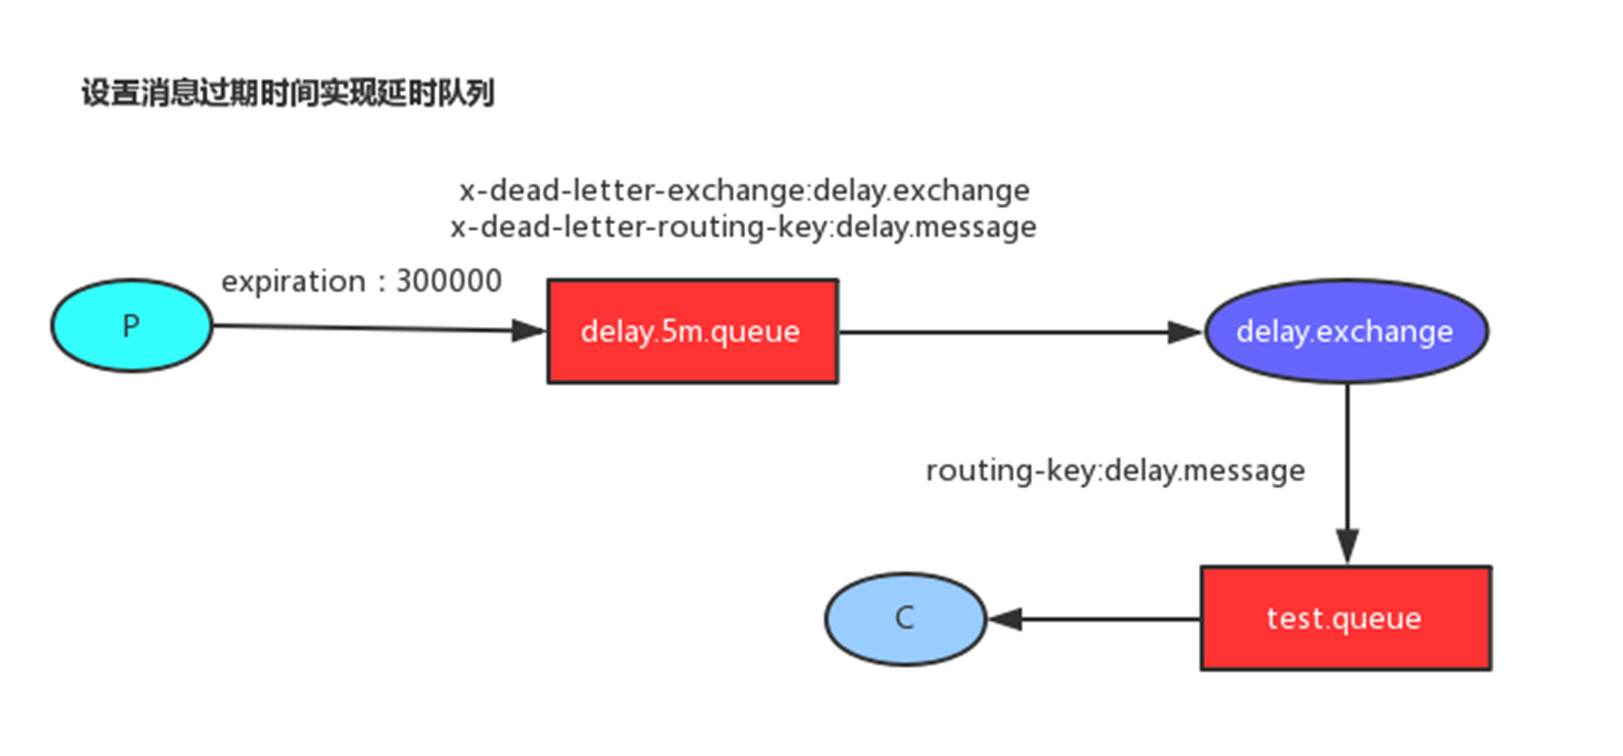 设置消息过期时间实现延时队列
x-dead-letter-exchange:delay.exchange
x-dead-letter-routing-key:delay.message
expiration：300000
P
delay.5m.queue
delay.exchange
routing-key:delay.message
C
test.queue